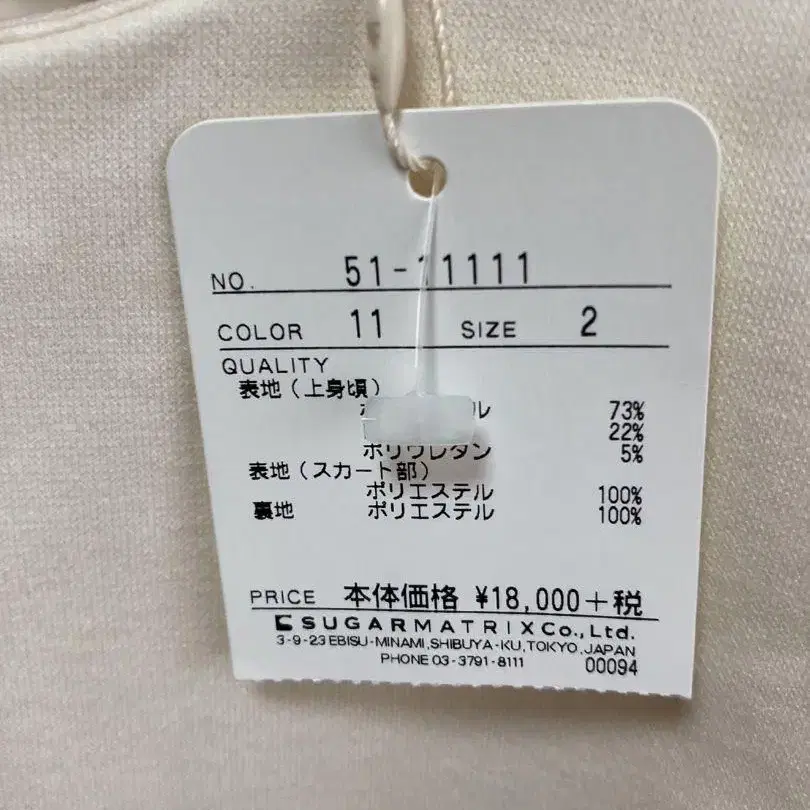 NO. 51-11111
COLOR 11 SIZE 2
QUALITY
表地(上身頃)
73%
22%
ポリウレタン 5%
表地(スカート部)
ポリエステル 100%
裏地 ポリエステル 100%
PRICE 本体価格 ¥18,000+税
SUGARMATRIX Co., Ltd.
3-9-23 EBISU-MINAMI, SHIBUYA-KU, TOKYO, JAPAN
PHONE 03-3791-8111 00094